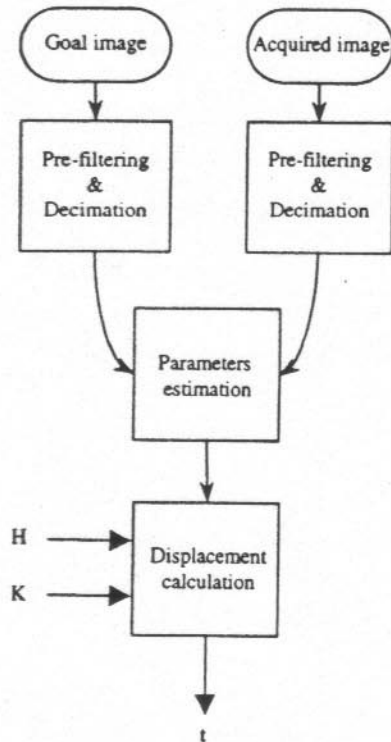 Goal image
Acquired image
Pre-filtering
&
Decimation
Pre-filtering
&
Decimation
Parameters
estimation
H
K
Displacement
calculation
t